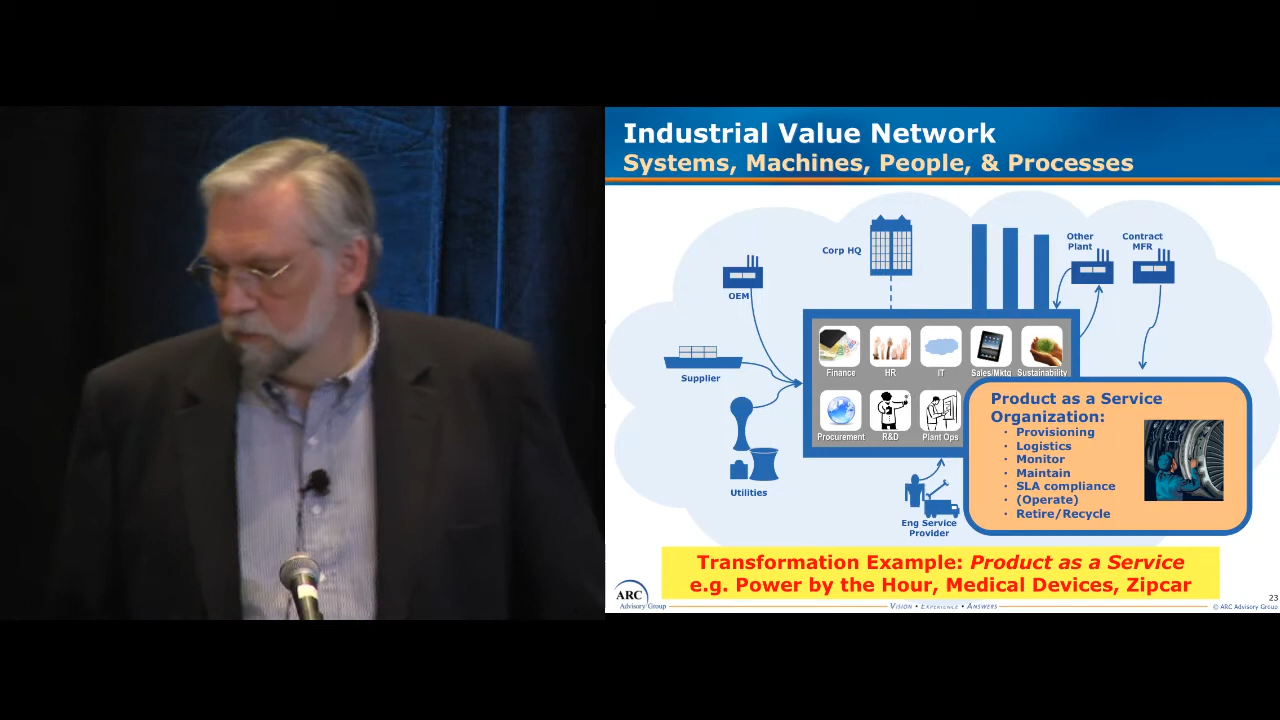 Industrial Value Network
Systems, Machines, People, & Processes
Corp HQ
Other
Plant
Contract
MFR
OEM
Supplier
Utilities
Finance
HR
IT
Sales/Mktg
Sustainability
Procurement
R&D
Plant Ops
Product as a Service
Organization:
· Provisioning
· Logistics
· Monitor
· Maintain
· SLA compliance
· (Operate)
· Retire/Recycle
Eng Service
Provider
Transformation Example: Product as a Service
e.g. Power by the Hour, Medical Devices, Zipcar
ARC
Advisory Group
VISION • EXPERIENCE • ANSWERS
23
© ARC Advisory Group